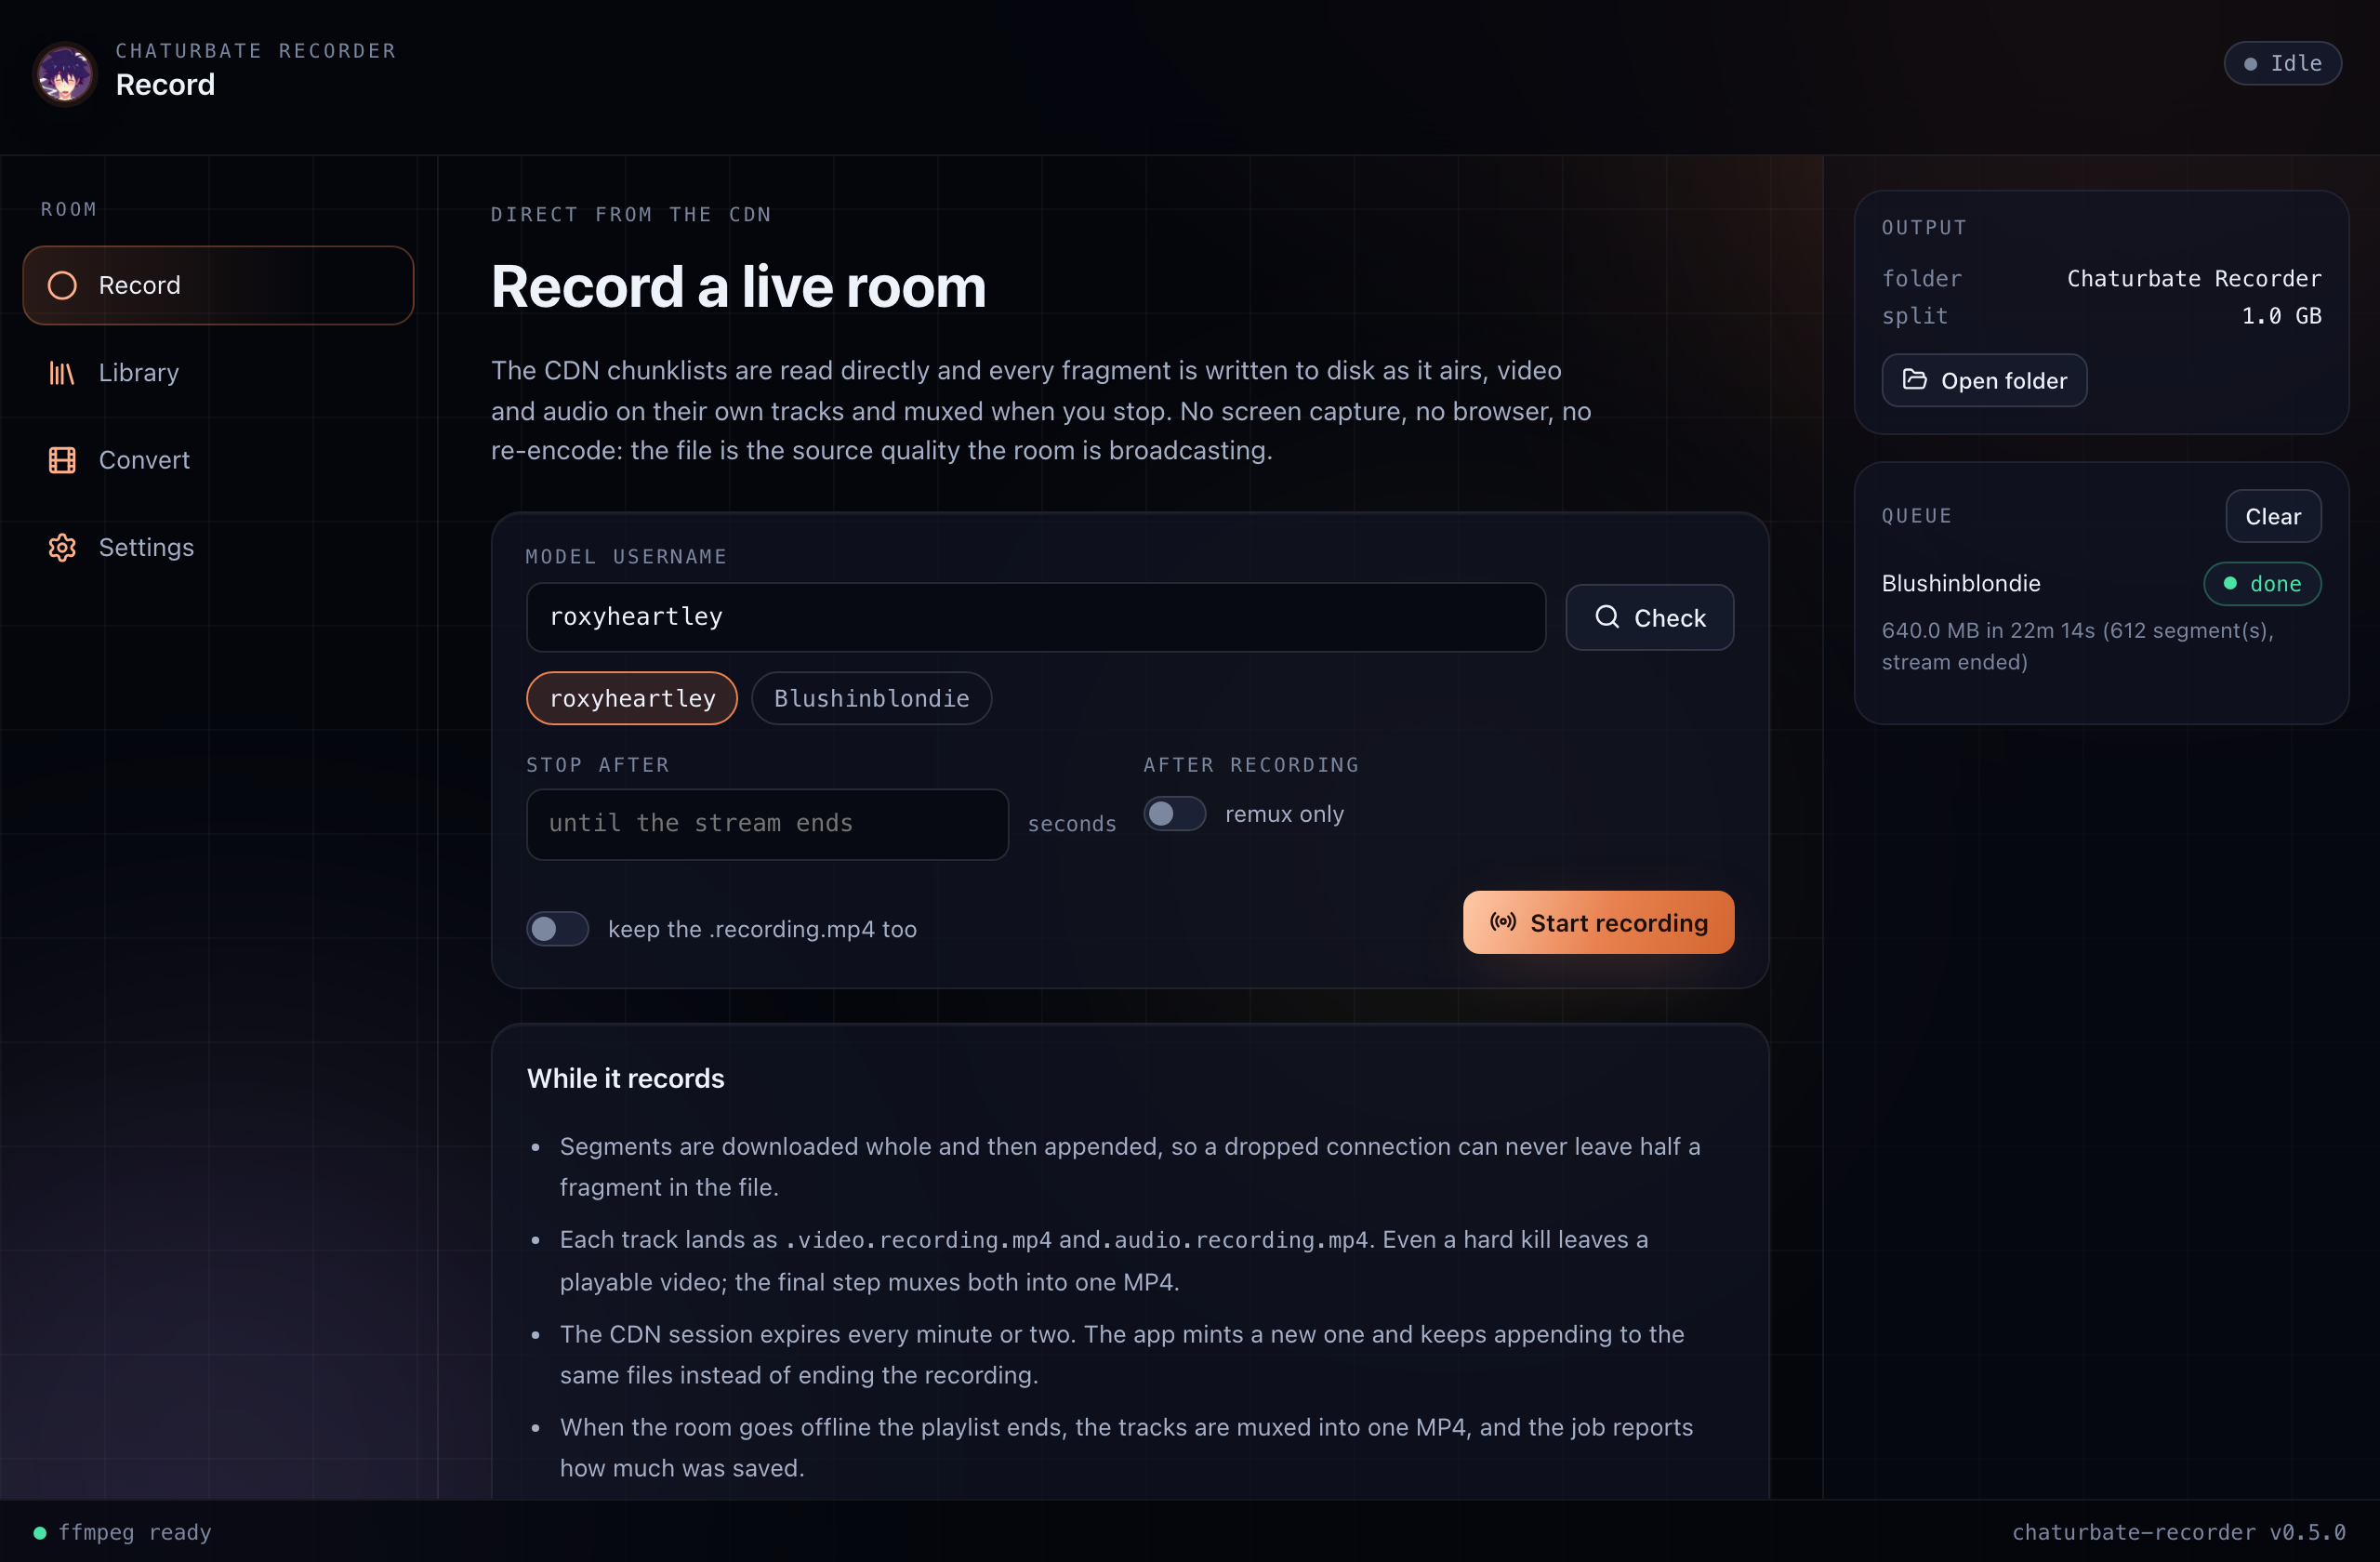 CHATURBATE RECORDER
Record
Idle
ROOM
Record
Library
Convert
Settings
DIRECT FROM THE CDN
Record a live room
The CDN chunklists are read directly and every fragment is written to disk as it airs, video
and audio on their own tracks and muxed when you stop. No screen capture, no browser, no
re-encode: the file is the source quality the room is broadcasting.
MODEL USERNAME
roxyheartley
Check
roxyheartley Blushinblondie
STOP AFTER
until the stream ends
seconds
AFTER RECORDING
remux only
keep the .recording.mp4 too
Start recording
While it records
• Segments are downloaded whole and then appended, so a dropped connection can never leave half a
fragment in the file.
• Each track lands as .video.recording.mp4 and.audio.recording.mp4. Even a hard kill leaves a
playable video; the final step muxes both into one MP4.
• The CDN session expires every minute or two. The app mints a new one and keeps appending to the
same files instead of ending the recording.
• When the room goes offline the playlist ends, the tracks are muxed into one MP4, and the job reports
how much was saved.
OUTPUT
folder Chaturbate Recorder
split 1.0 GB
Open folder
QUEUE
Clear
Blushinblondie
done
640.0 MB in 22m 14s (612 segment(s),
stream ended)
ffmpeg ready
chaturbate-recorder v0.5.0